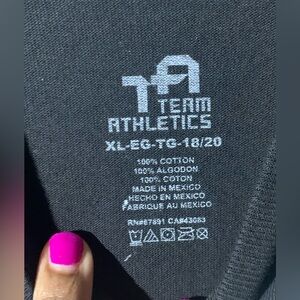 TA
TEAM
ATHLETICS
XL-EG-TG-18/20
100% COTTON
100% ALGODON
100% COTON
MADE IN MEXICO
HECHO EN MEXICO
FABRIQUE AU MEXICO
RN#67891 CA#43083